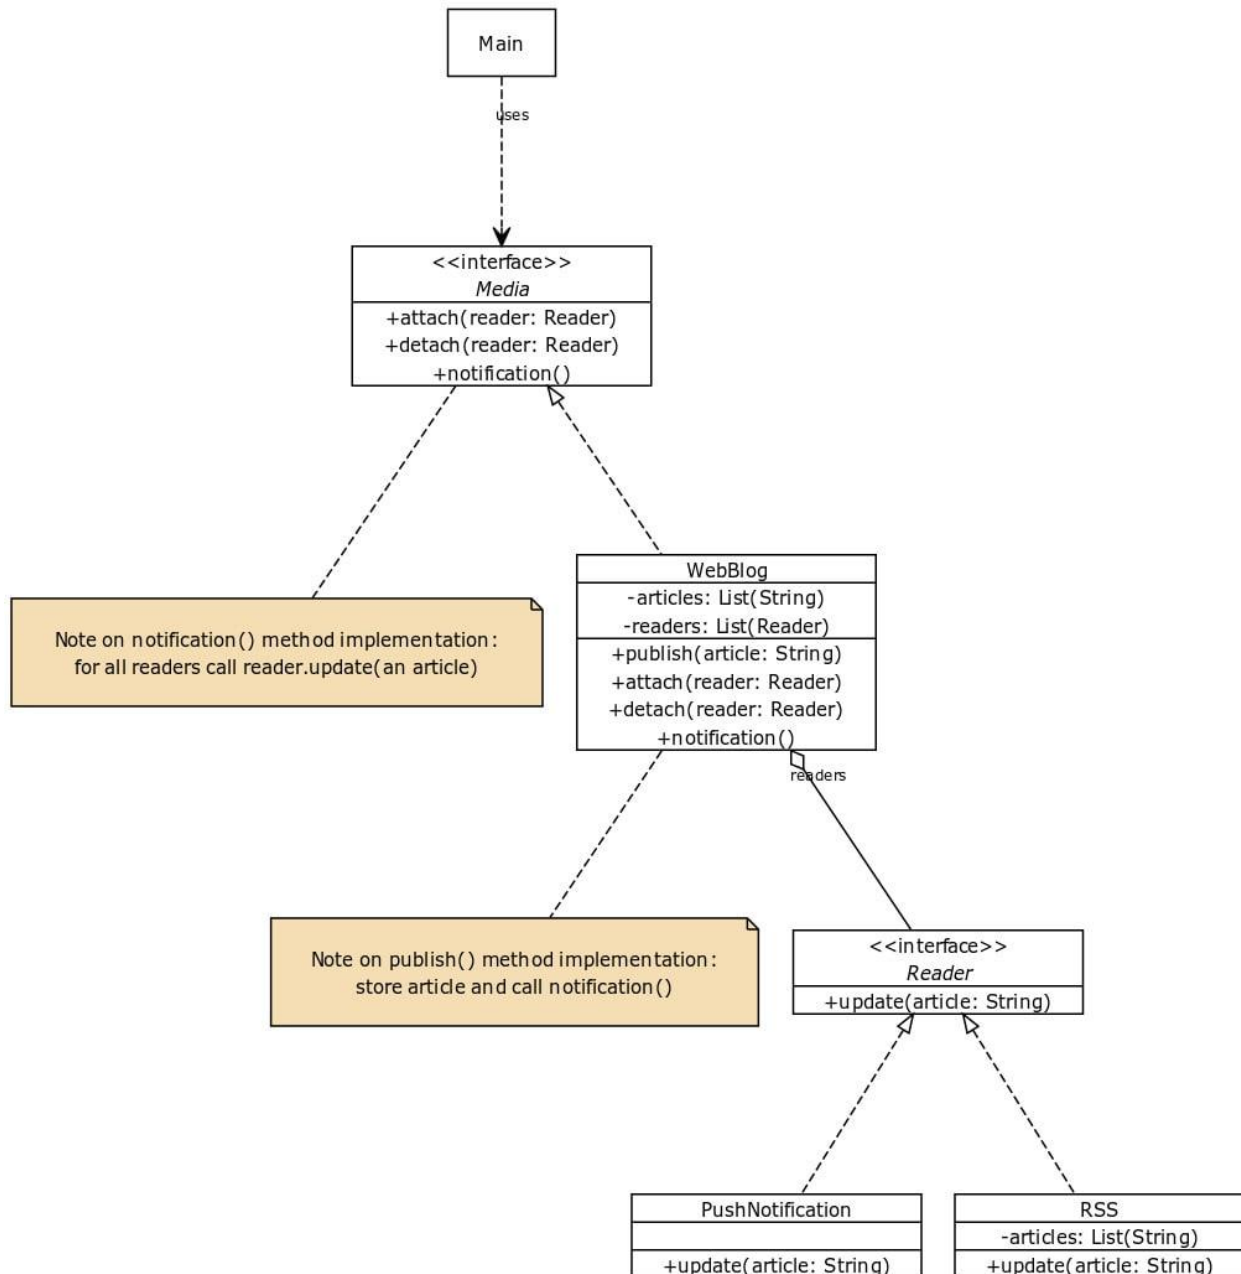 Main
uses
<<interface>>
Media
+attach(reader: Reader)
+detach(reader: Reader)
+notification()
WebBlog
-articles: List(String)
-readers: List(Reader)
+publish(article: String)
+attach(reader: Reader)
+detach(reader: Reader)
+notification()
Note on notification() method implementation:
for all readers call reader.update(an article)
readers
Note on publish() method implementation:
store article and call notification()
<<interface>>
Reader
+update(article: String)
PushNotification
+update(article: String)
RSS
-articles: List(String)
+update(article: String)